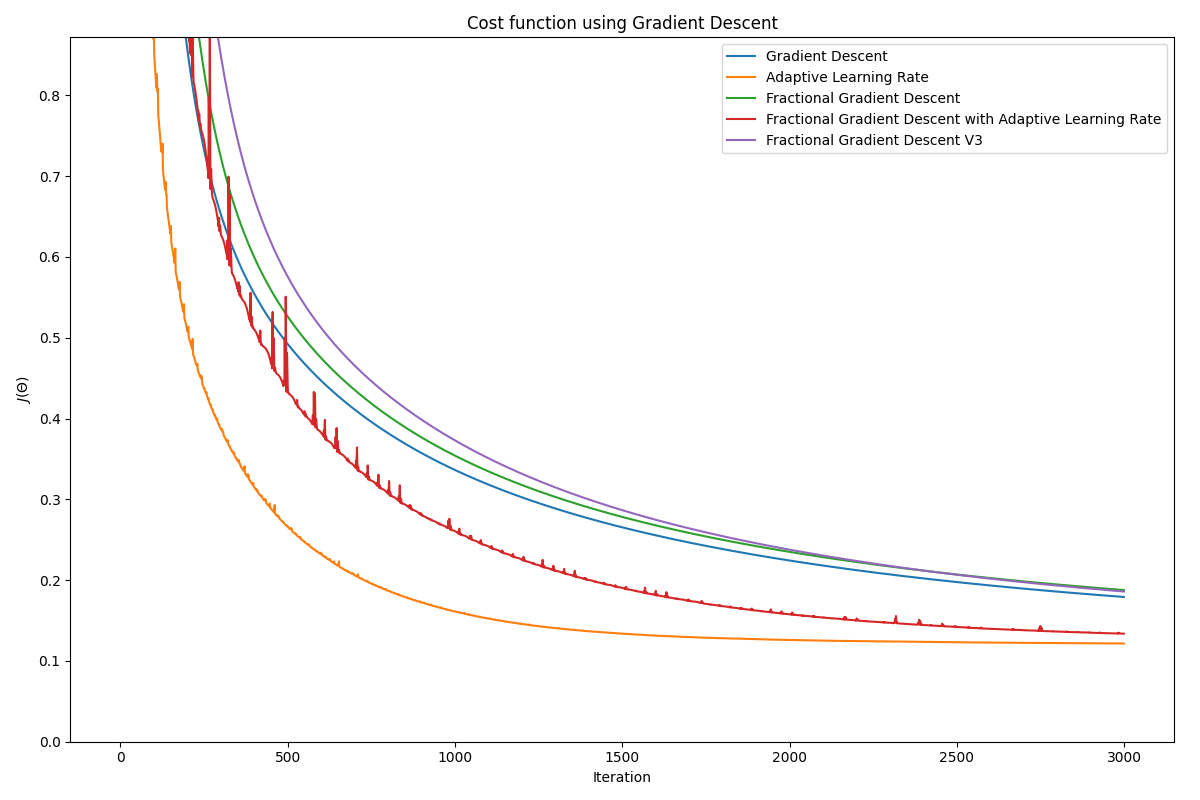 Cost function using Gradient Descent
Gradient Descent
Adaptive Learning Rate
Fractional Gradient Descent
Fractional Gradient Descent with Adaptive Learning Rate
Fractional Gradient Descent V3
J(Θ)
0.8
0.7
0.6
0.5
0.4
0.3
0.2
0.1
0.0
0 500 1000 1500 2000 2500 3000
Iteration